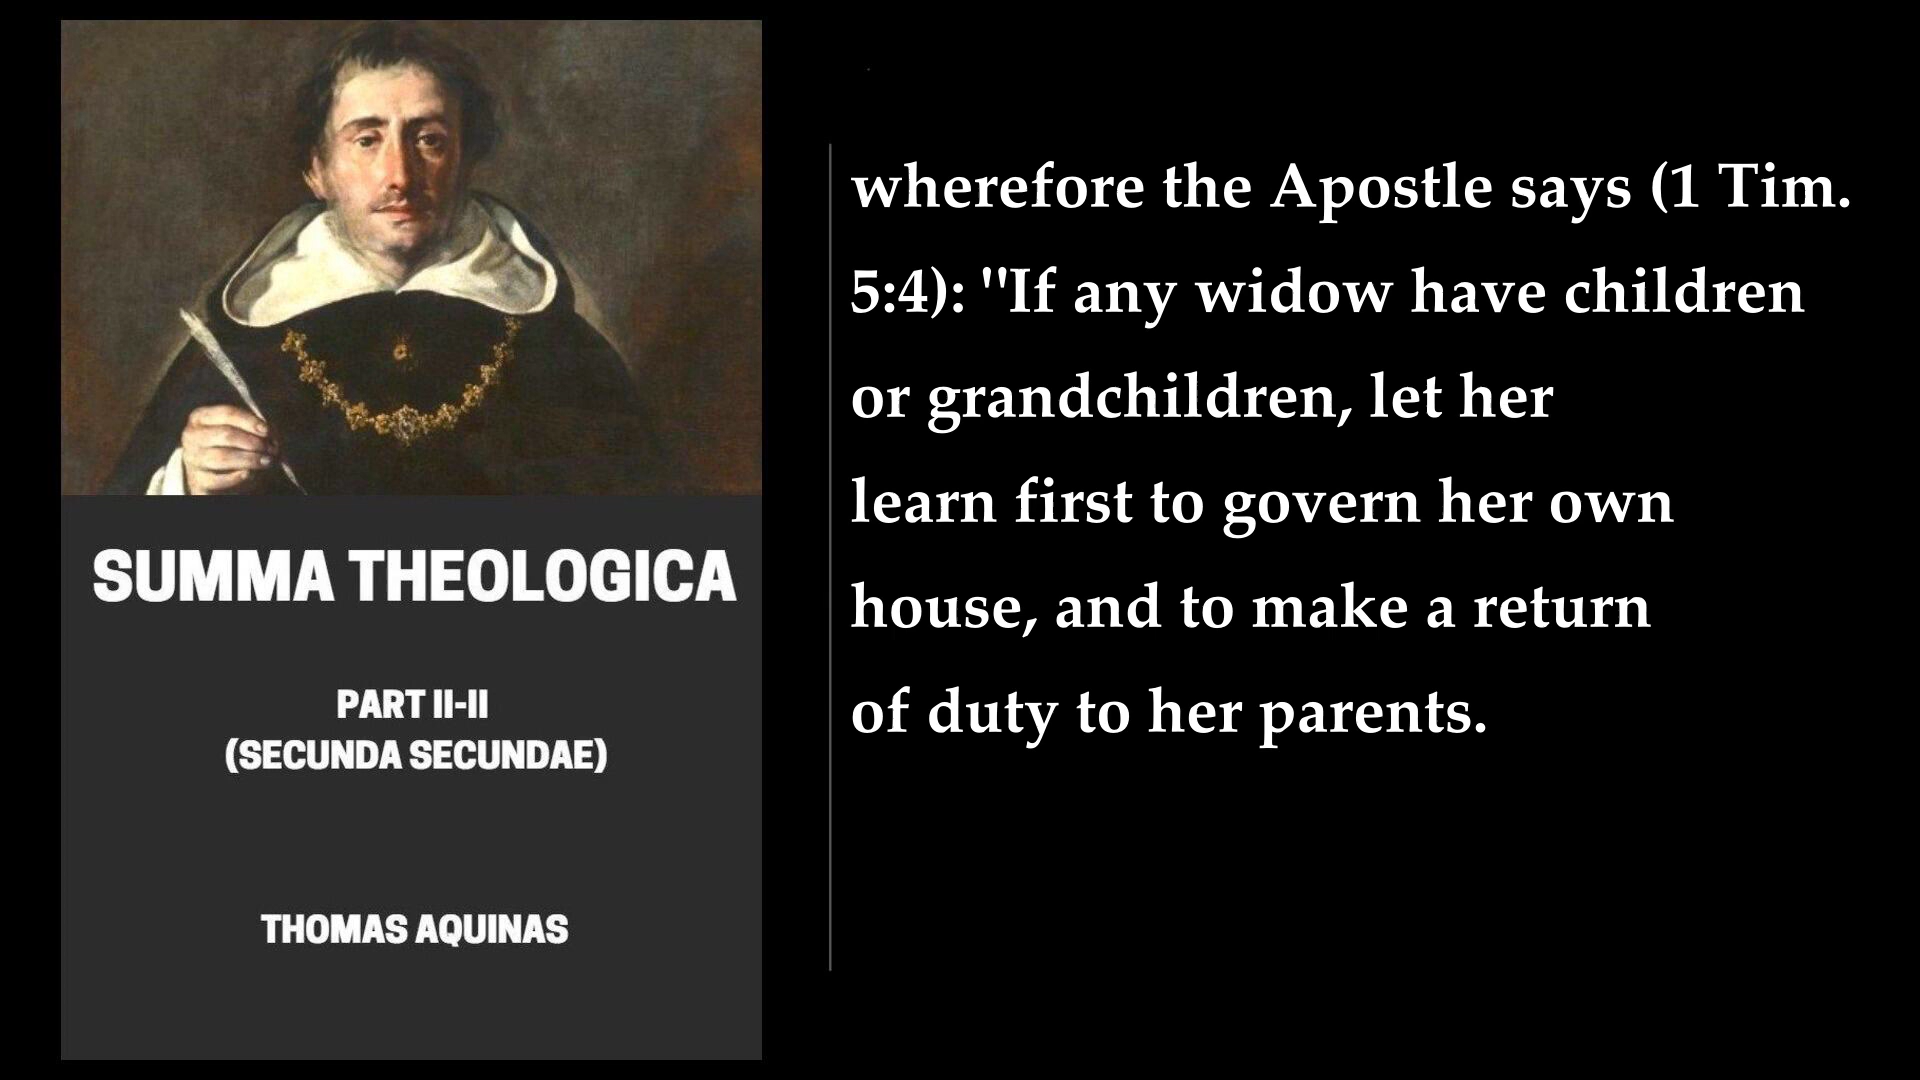 SUMMA THEOLOGICA
PART II-II
(SECUNDA SECUNDAE)
THOMAS AQUINAS
wherefore the Apostle says (1 Tim.
5:4): "If any widow have children
or grandchildren, let her
learn first to govern her own
house, and to make a return
of duty to her parents.